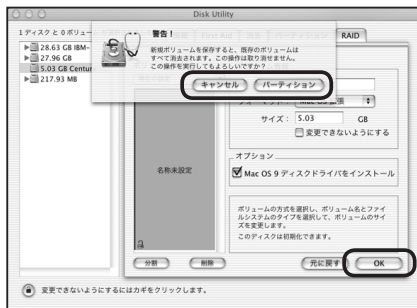 Disk Utility
1 ディスクと 0 ボリューム
28.63 GB IBM-
27.96 GB
5.03 GB Centur
217.93 MB
警告！
新規ボリュームを保存すると、既存のボリュームは
すべて消去されます。この操作は取り消せません。
この操作を実行してもよろしいですか？
キャンセル
パーティション
RAID
名称未設定
サイズ： 5.03 GB
変更できないようにする
オプション
Mac OS 9 ディスクドライバをインストール
ボリュームの方式を選択し、ボリューム名とファイ
ルシステムのタイプを選択して、ボリュームのサイ
ズを変更します。
このディスクは初期化できます。
分割
削除
元に戻す
OK
変更できないようにするにはカギをクリックします。